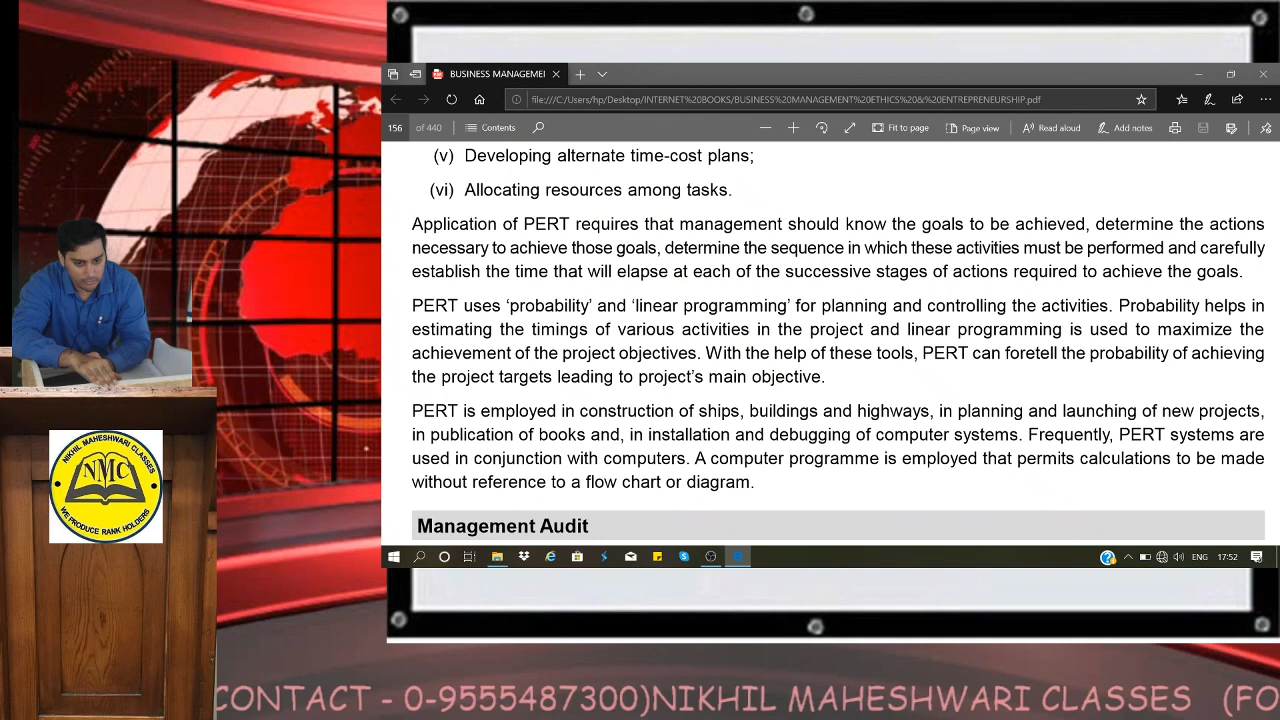 BUSINESS MANAGEMEI
file:///C:/Users/hp/Desktop/INTERNET%20BOOKS/BUSINESS%20MANAGEMENT%20ETHICS%20&%20ENTREPRENEURSHIP.pdf
156 of 440 Contents Fit to page Page view Read aloud Add notes
(v) Developing alternate time-cost plans;
(vi) Allocating resources among tasks.
Application of PERT requires that management should know the goals to be achieved, determine the actions
necessary to achieve those goals, determine the sequence in which these activities must be performed and carefully
establish the time that will elapse at each of the successive stages of actions required to achieve the goals.
PERT uses ‘probability’ and ‘linear programming’ for planning and controlling the activities. Probability helps in
estimating the timings of various activities in the project and linear programming is used to maximize the
achievement of the project objectives. With the help of these tools, PERT can foretell the probability of achieving
the project targets leading to project’s main objective.
PERT is employed in construction of ships, buildings and highways, in planning and launching of new projects,
in publication of books and, in installation and debugging of computer systems. Frequently, PERT systems are
used in conjunction with computers. A computer programme is employed that permits calculations to be made
without reference to a flow chart or diagram.
Management Audit
ENG 17:52
NIKHIL MAHESHWARI CLASSES
NMC
WE PRODUCE RANK HOLDERS
CONTACT - 0-9555487300)NIKHIL MAHESHWARI CLASSES (FO